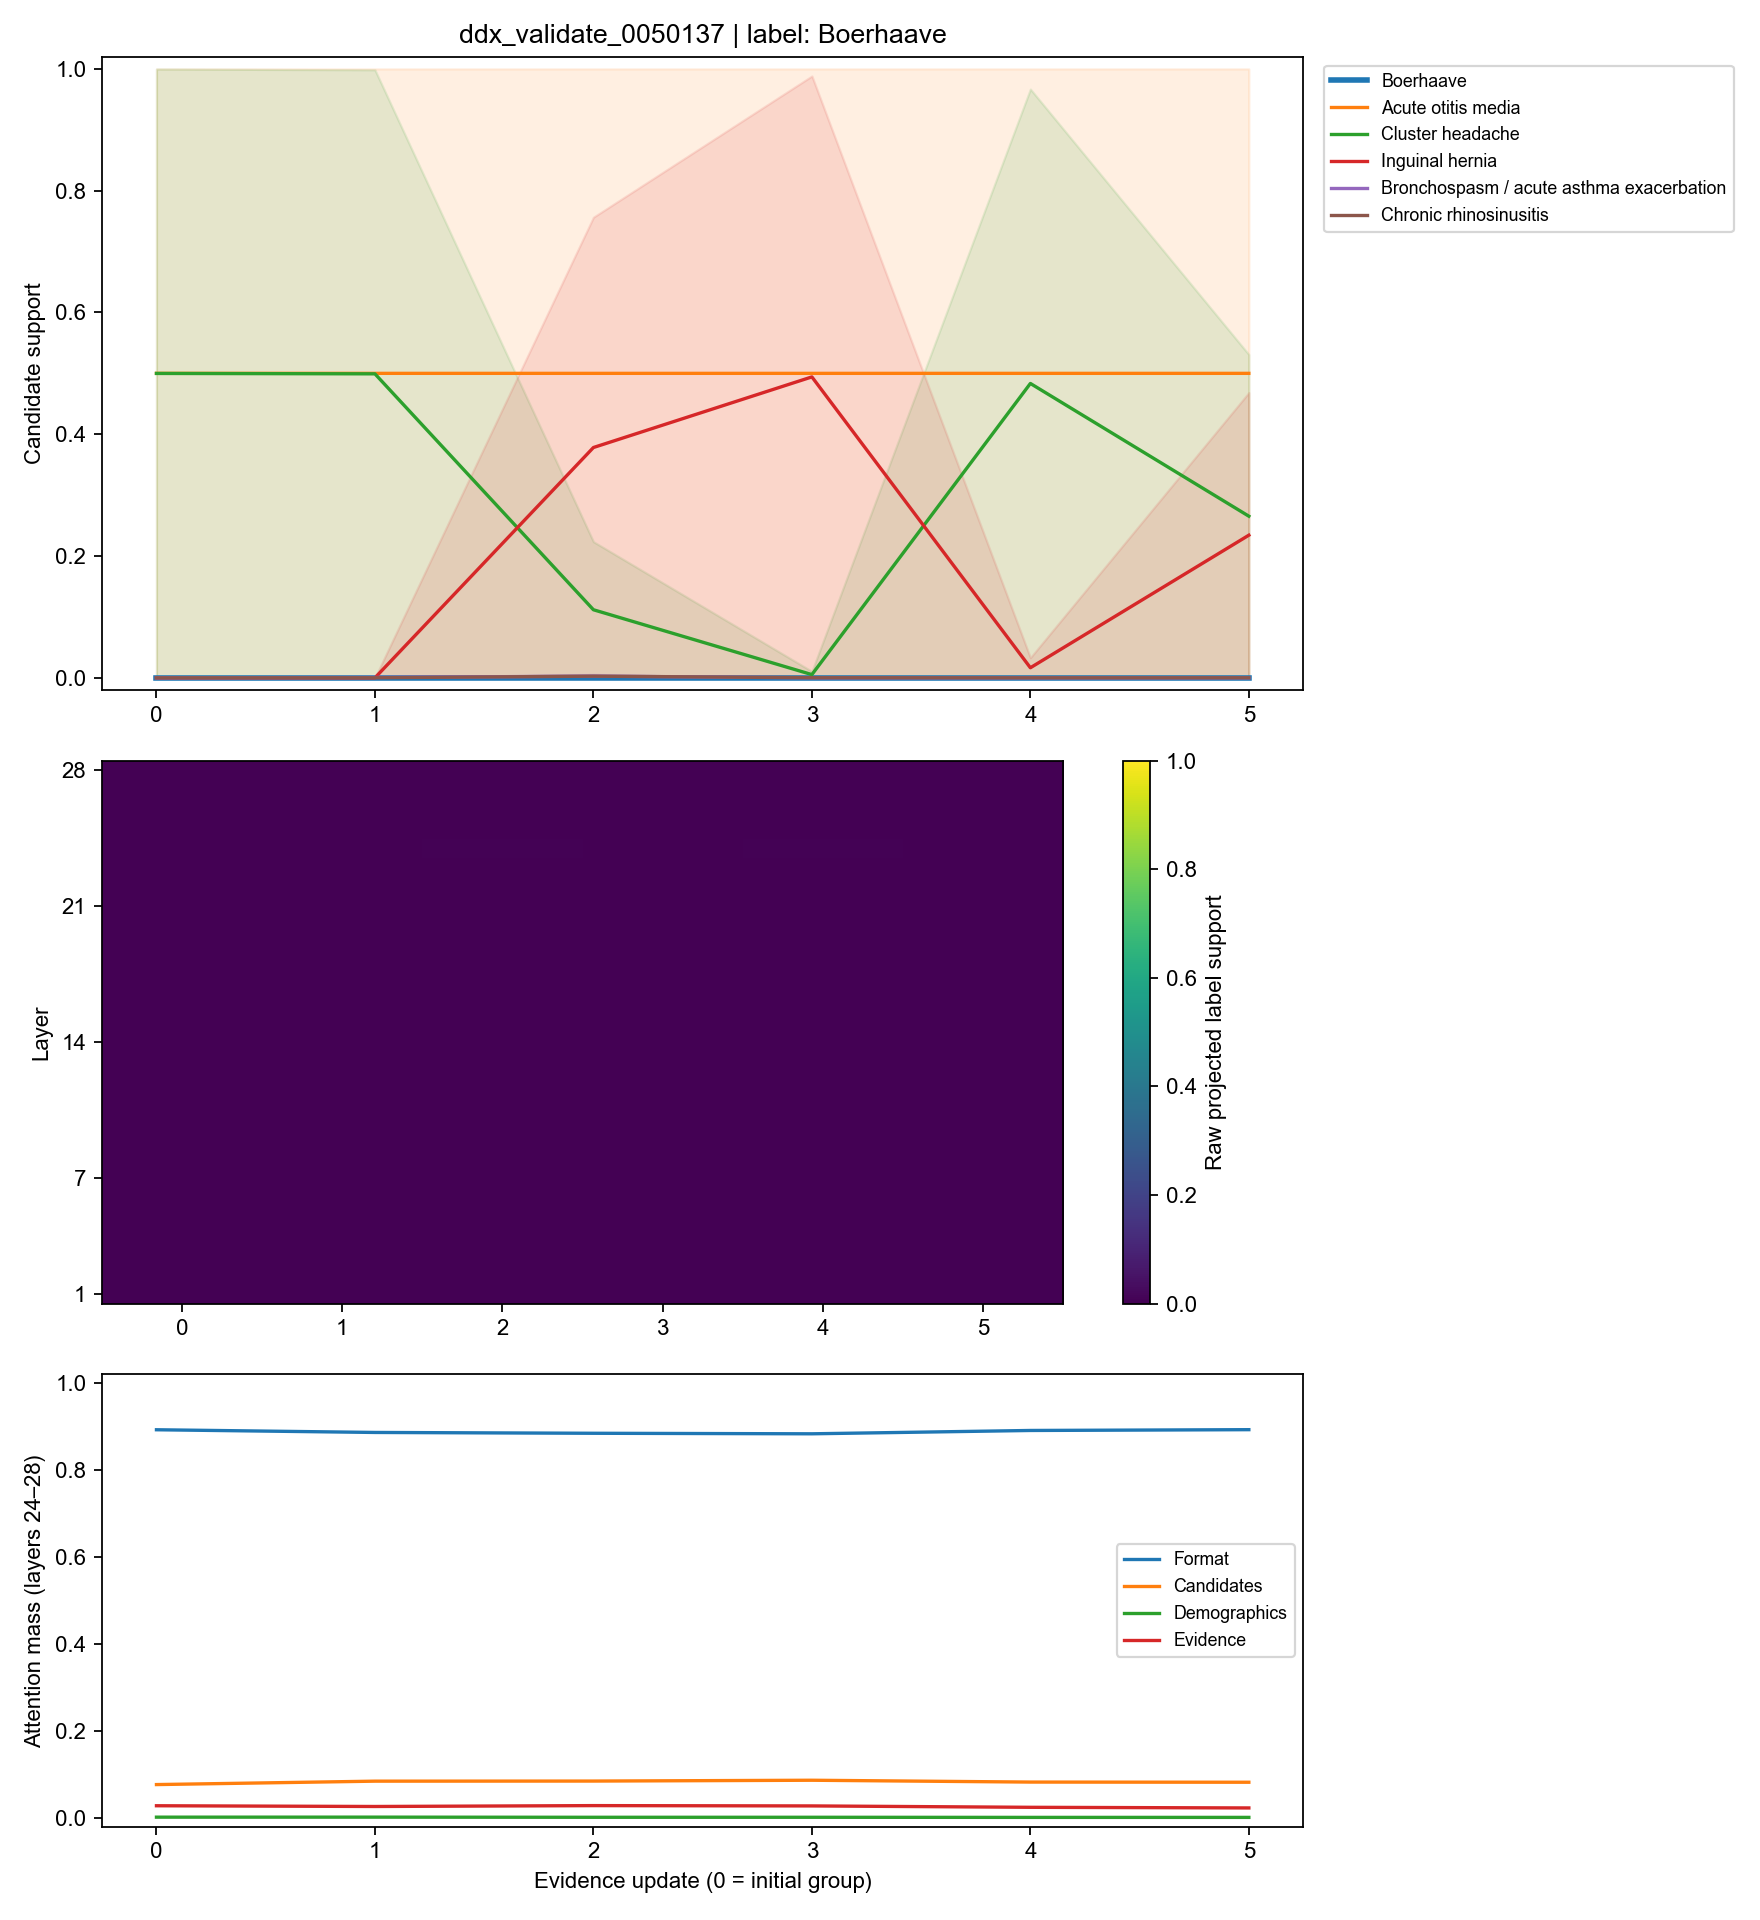 ddx_validate_0050137 | label: Boerhaave
Candidate support
1.0
0.8
0.6
0.4
0.2
0.0
0 1 2 3 4 5
Boerhaave
Acute otitis media
Cluster headache
Inguinal hernia
Bronchospasm / acute asthma exacerbation
Chronic rhinosinusitis
Layer
28
21
14
7
1
0 1 2 3 4 5
1.0
0.8
0.6
0.4
0.2
0.0
Raw projected label support
Attention mass (layers 24–28)
1.0
0.8
0.6
0.4
0.2
0.0
Format
Candidates
Demographics
Evidence
0 1 2 3 4 5
Evidence update (0 = initial group)